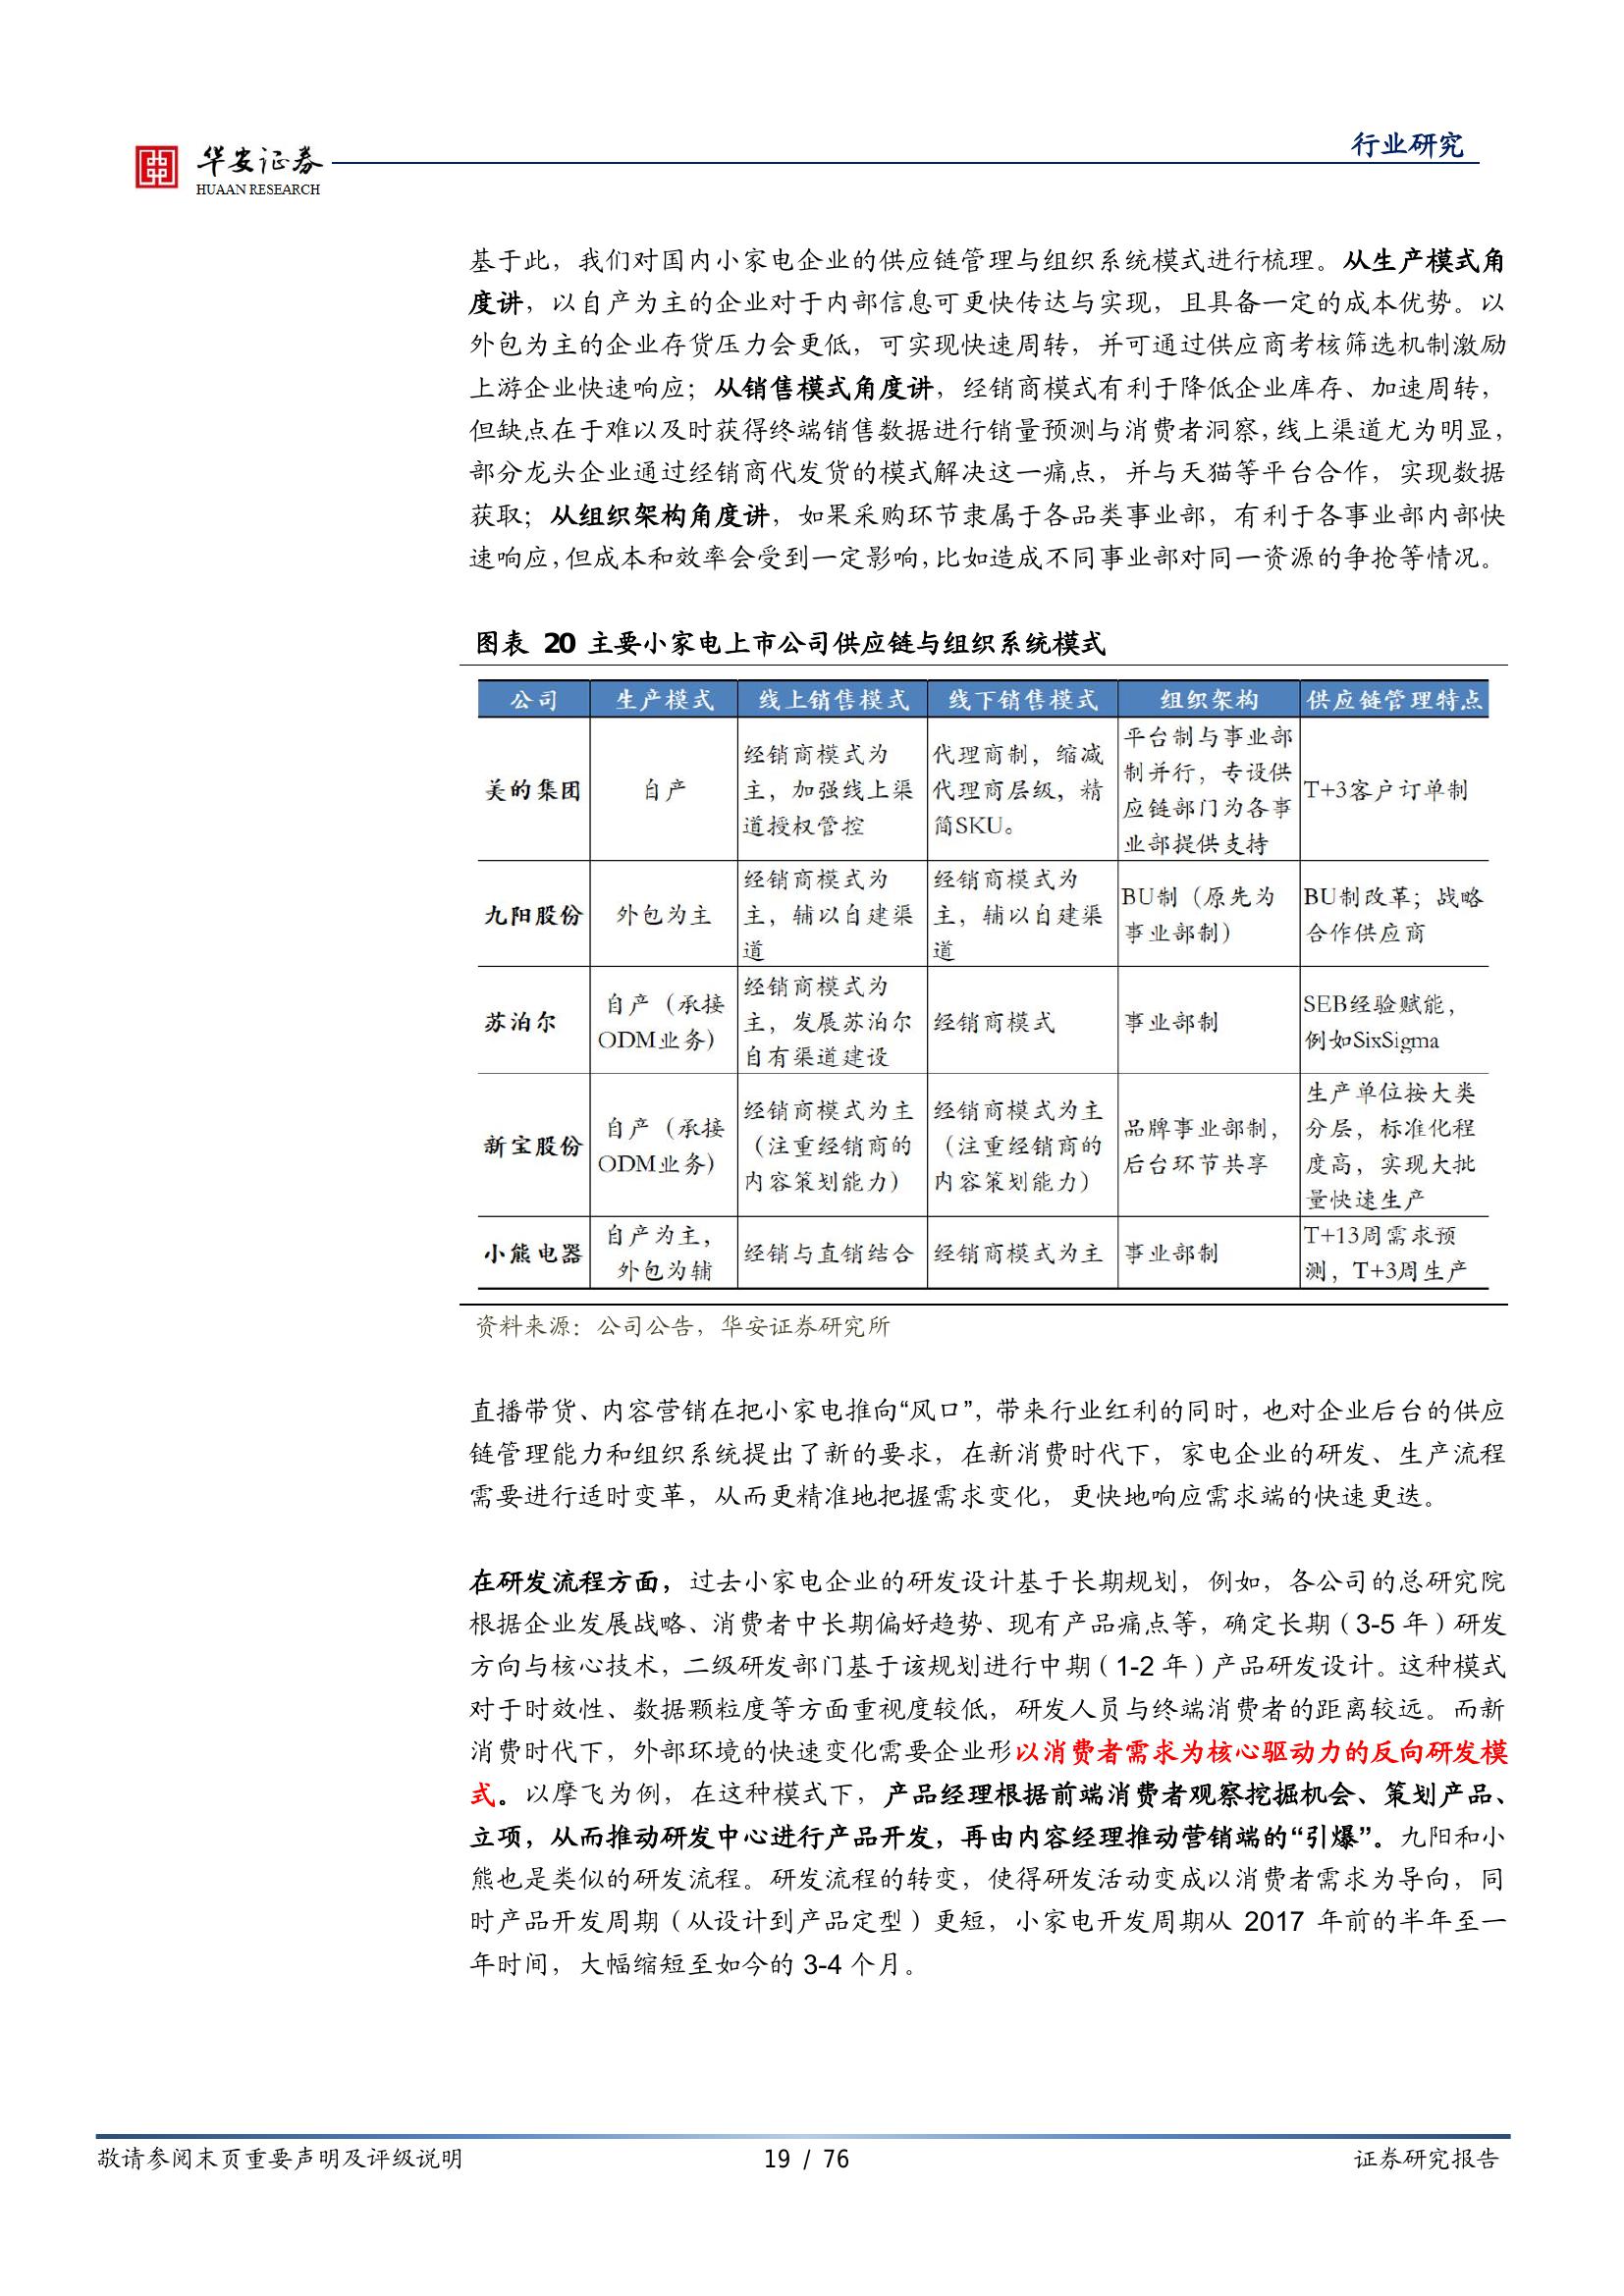 华安证券
HUAAN RESEARCH
行业研究
基于此，我们对国内小家电企业的供应链管理与组织系统模式进行梳理。从生产模式角
度讲，以自产为主的企业对于内部信息可更快传达与实现，且具备一定的成本优势。以
外包为主的企业存货压力会更低，可实现快速周转，并可通过供应商考核筛选机制激励
上游企业快速响应；从销售模式角度讲，经销商模式有利于降低企业库存、加速周转，
但缺点在于难以及时获得终端销售数据进行销量预测与消费者洞察，线上渠道尤为明显，
部分龙头企业通过经销商代发货的模式解决这一痛点，并与天猫等平台合作，实现数据
获取；从组织架构角度讲，如果采购环节隶属于各品类事业部，有利于各事业部内部快
速响应，但成本和效率会受到一定影响，比如造成不同事业部对同一资源的争抢等情况。
图表 20 主要小家电上市公司供应链与组织系统模式
公司 生产模式 线上销售模式 线下销售模式 组织架构 供应链管理特点
美的集团
自产
经销商模式为
主，加强线上渠
道授权管控
代理商制，缩减
代理商层级，精
简SKU。
平台制与事业部
制并行，专设供
应链部门为各事
业部提供支持
T+3客户订单制
九阳股份
外包为主
经销商模式为
主，辅以自建渠
道
经销商模式为
主，辅以自建渠
道
BU制（原先为
事业部制）
BU制改革；战略
合作供应商
苏泊尔
自产（承接
ODM业务）
经销商模式为
主，发展苏泊尔
自有渠道建设
经销商模式
事业部制
SEB经验赋能，
例如SixSigma
新宝股份
自产（承接
ODM业务）
经销商模式为主
（注重经销商的
内容策划能力）
经销商模式为主
（注重经销商的
内容策划能力）
品牌事业部制，
后台环节共享
生产单位按大类
分层，标准化程
度高，实现大批
量快速生产
小熊电器
自产为主，
外包为辅
经销与直销结合
经销商模式为主
事业部制
T+13周需求预
测，T+3周生产
资料来源：公司公告，华安证券研究所
直播带货、内容营销在把小家电推向“风口”，带来行业红利的同时，也对企业后台的供应
链管理能力和组织系统提出了新的要求，在新消费时代下，家电企业的研发、生产流程
需要进行适时变革，从而更精准地把握需求变化，更快地响应需求端的快速更迭。
在研发流程方面，过去小家电企业的研发设计基于长期规划，例如，各公司的总研究院
根据企业发展战略、消费者中长期偏好趋势、现有产品痛点等，确定长期（3-5 年）研发
方向与核心技术，二级研发部门基于该规划进行中期（1-2 年）产品研发设计。这种模式
对于时效性、数据颗粒度等方面重视度较低，研发人员与终端消费者的距离较远。而新
消费时代下，外部环境的快速变化需要企业形以消费者需求为核心驱动力的反向研发模
式。以摩飞为例，在这种模式下，产品经理根据前端消费者观察挖掘机会、策划产品、
立项，从而推动研发中心进行产品开发，再由内容经理推动营销端的“引爆”。九阳和小
熊也是类似的研发流程。研发流程的转变，使得研发活动变成以消费者需求为导向，同
时产品开发周期（从设计到产品定型）更短，小家电开发周期从 2017 年前的半年至一
年时间，大幅缩短至如今的 3-4 个月。
敬请参阅末页重要声明及评级说明
19 / 76
证券研究报告